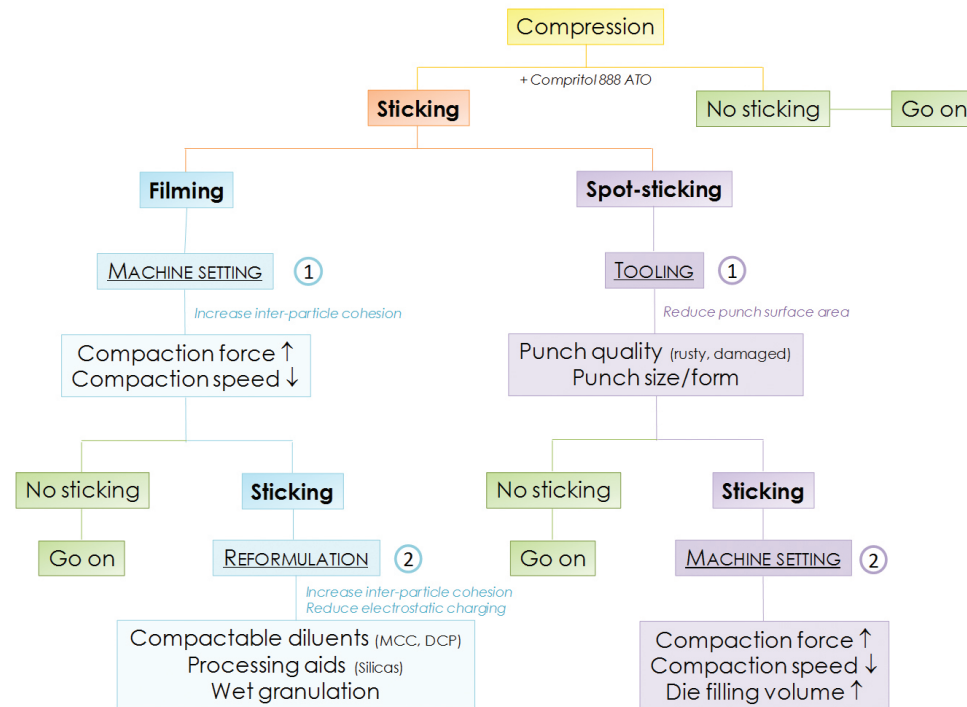 Compression
+ Compritol 888 ATO
Sticking
No sticking
Go on
Filming
Spot-sticking
MACHINE SETTING
1
TOOLING
1
Increase inter-particle cohesion
Reduce punch surface area
Compaction force ↑
Compaction speed ↓
Punch quality (rusty, damaged)
Punch size/form
No sticking
Sticking
No sticking
Sticking
Go on
REFORMULATION
2
Go on
MACHINE SETTING
2
Increase inter-particle cohesion
Reduce electrostatic charging
Compactable diluents (MCC, DCP)
Processing aids (Silicas)
Wet granulation
Compaction force ↑
Compaction speed ↓
Die filling volume ↑